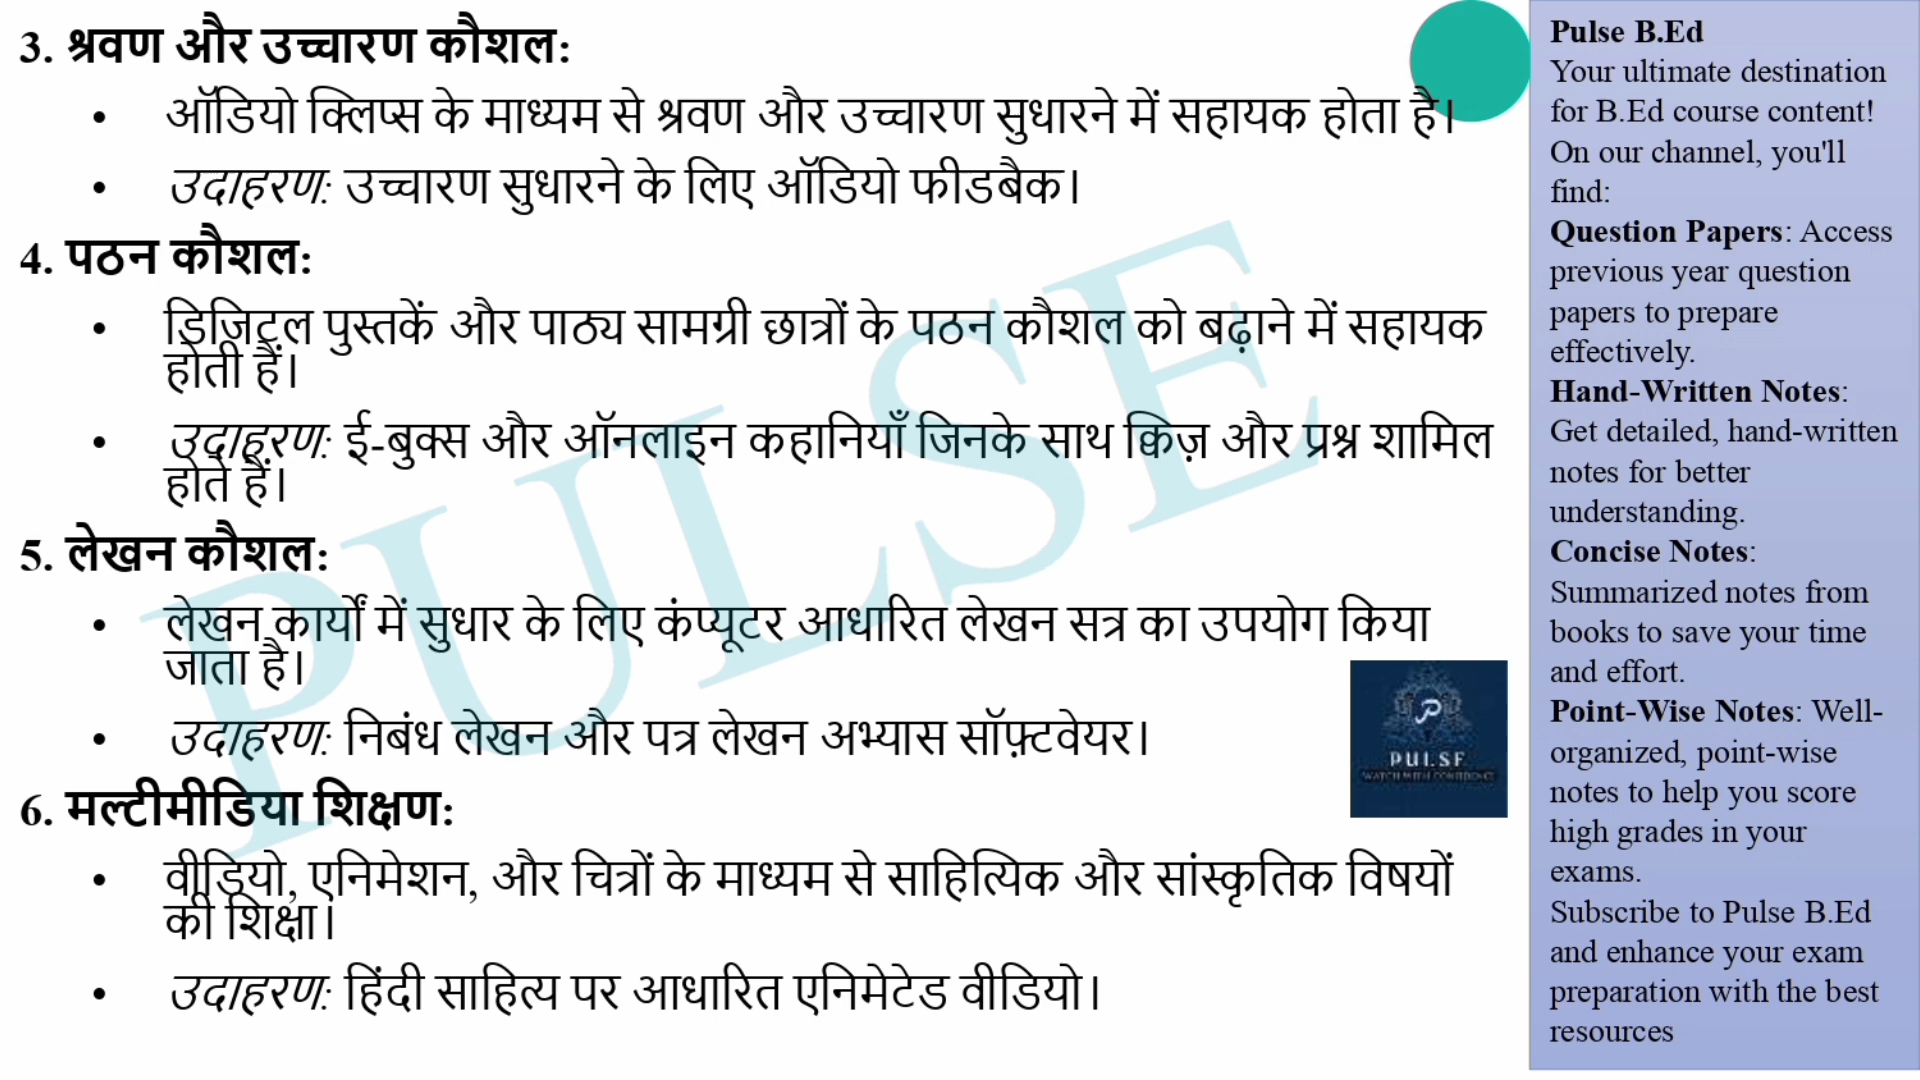 3. श्रवण और उच्चारण कौशल:
• ऑडियो क्लिप्स के माध्यम से श्रवण और उच्चारण सुधारने में सहायक होता है।
• उदाहरण: उच्चारण सुधारने के लिए ऑडियो फीडबैक।
4. पठन कौशल:
• डिजिटल पुस्तकें और पाठ्य सामग्री छात्रों के पठन कौशल को बढ़ाने में सहायक
होती हैं।
• उदाहरण: ई-बुक्स और ऑनलाइन कहानियाँ जिनके साथ क्विज़ और प्रश्न शामिल
होते हैं।
5. लेखन कौशल:
• लेखन कार्यों में सुधार के लिए कंप्यूटर आधारित लेखन सत्र का उपयोग किया
जाता है।
• उदाहरण: निबंध लेखन और पत्र लेखन अभ्यास सॉफ़्टवेयर।
6. मल्टीमीडिया शिक्षण:
• वीडियो, एनिमेशन, और चित्रों के माध्यम से साहित्यिक और सांस्कृतिक विषयों
की शिक्षा।
• उदाहरण: हिंदी साहित्य पर आधारित एनिमेटेड वीडियो।
PULSE
PULSE
WATCH WITH CONFIDENCE
Pulse B.Ed
Your ultimate destination
for B.Ed course content!
On our channel, you'll
find:
Question Papers: Access
previous year question
papers to prepare
effectively.
Hand-Written Notes:
Get detailed, hand-written
notes for better
understanding.
Concise Notes:
Summarized notes from
books to save your time
and effort.
Point-Wise Notes: Well-
organized, point-wise
notes to help you score
high grades in your
exams.
Subscribe to Pulse B.Ed
and enhance your exam
preparation with the best
resources